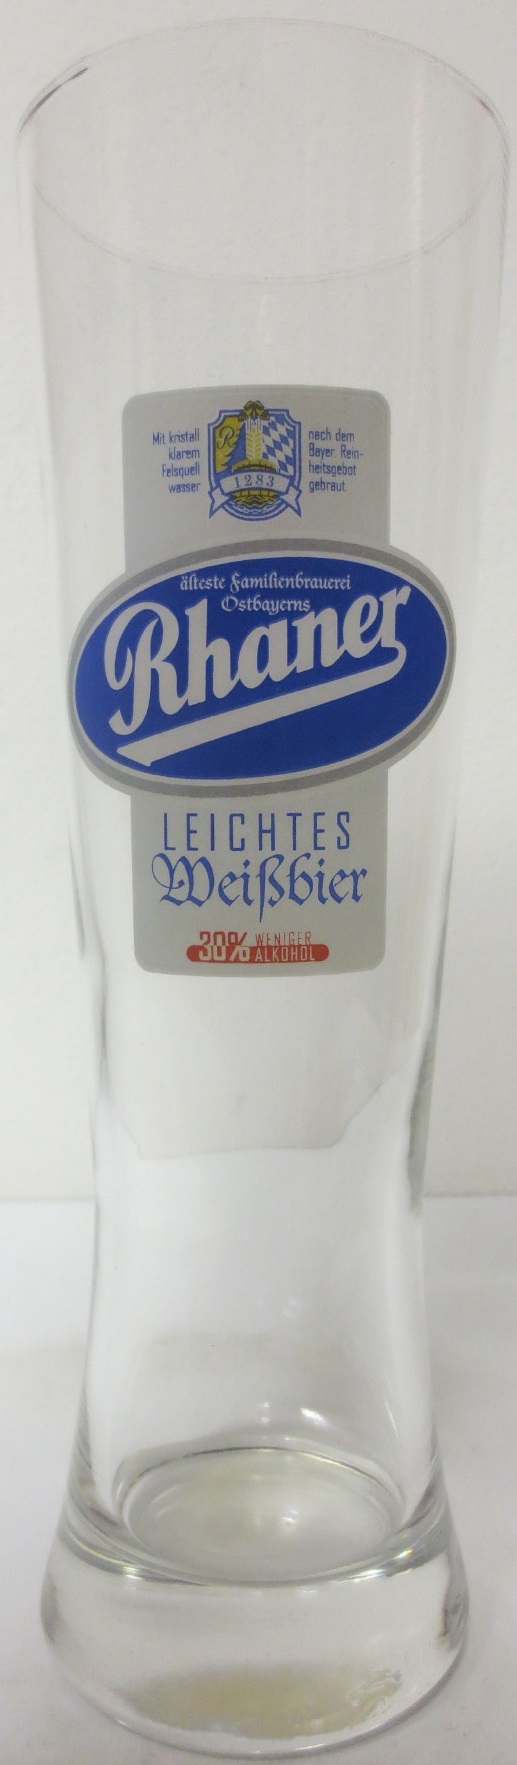 Mit kristall
klarem
Felsquell
wasser
nach dem
Bayer. Rein-
heitsgebot
gebraut.
R
1283
älteste Familienbrauerei
Ostbayerns
Rhaner
LEICHTES
Weißbier
30% WENIGER
ALKOHOL